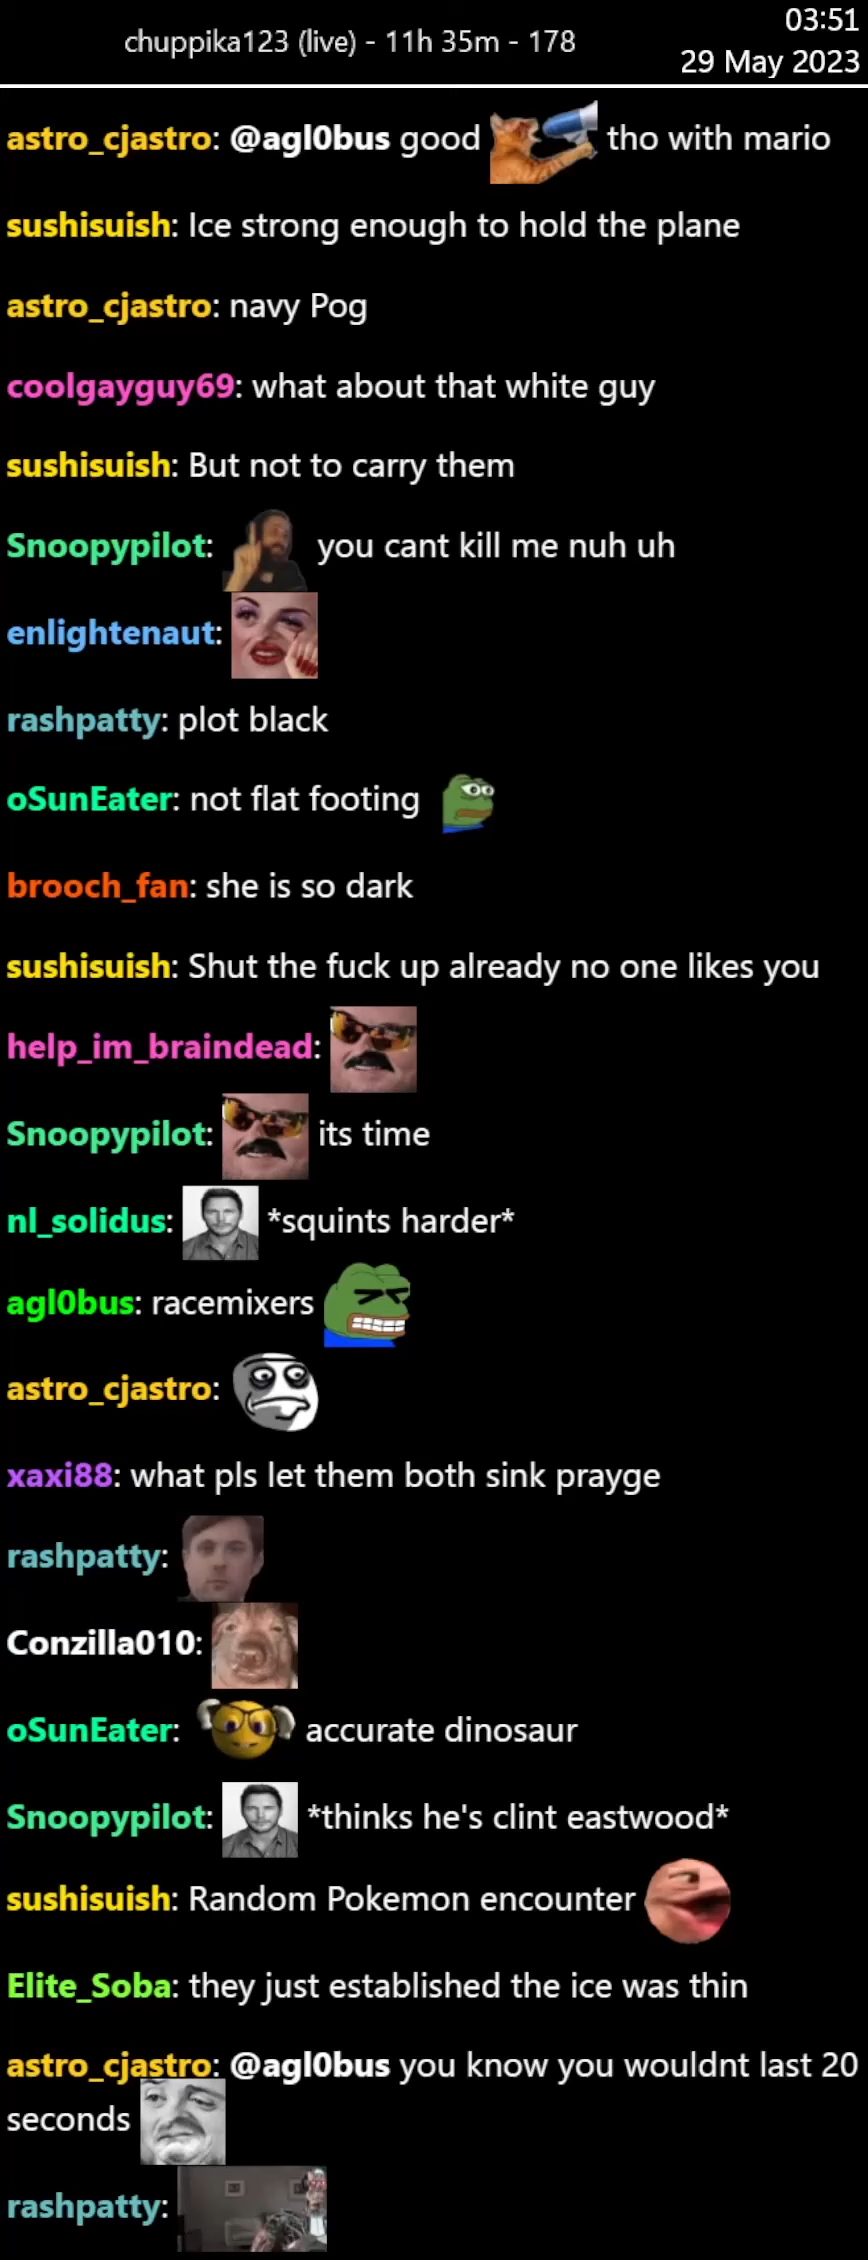 03:51
chuppika123 (live) - 11h 35m - 178
29 May 2023
astro_cjastro: @agl0bus good tho with mario
sushisuish: Ice strong enough to hold the plane
astro_cjastro: navy Pog
coolgayguy69: what about that white guy
sushisuish: But not to carry them
Snoopypilot: you cant kill me nuh uh
enlightenaut:
rashpatty: plot black
oSunEater: not flat footing
brooch_fan: she is so dark
sushisuish: Shut the fuck up already no one likes you
help_im_braindead:
Snoopypilot: its time
nl_solidus: *squints harder*
agl0bus: racemixers
astro_cjastro:
xaxi88: what pls let them both sink prayge
rashpatty:
Conzilla010:
oSunEater: accurate dinosaur
Snoopypilot: *thinks he's clint eastwood*
sushisuish: Random Pokemon encounter
Elite_Soba: they just established the ice was thin
astro_cjastro: @agl0bus you know you wouldnt last 20
seconds
rashpatty: